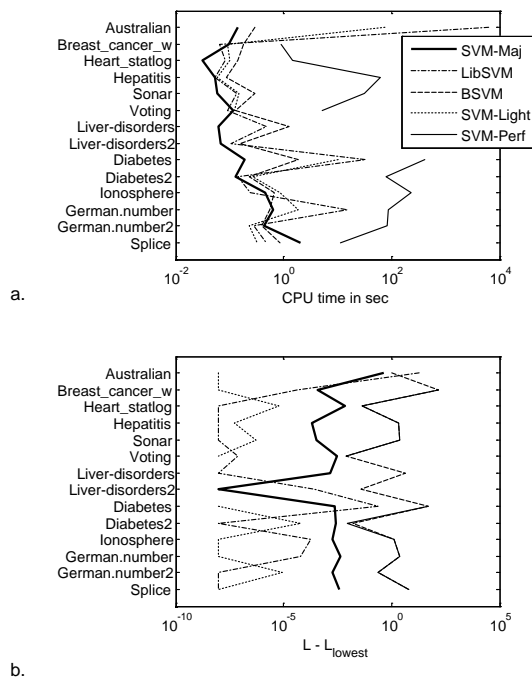 Australian
Breast_cancer_w
Heart_statlog
Hepatitis
Sonar
Voting
Liver-disorders
Liver-disorders2
Diabetes
Diabetes2
Ionosphere
German.number
German.number2
Splice
SVM-Maj
LibSVM
BSVM
SVM-Light
SVM-Perf
10^-2
10^0
10^2
10^4
CPU time in sec
a.
Australian
Breast_cancer_w
Heart_statlog
Hepatitis
Sonar
Voting
Liver-disorders
Liver-disorders2
Diabetes
Diabetes2
Ionosphere
German.number
German.number2
Splice
10^-10
10^-5
10^0
10^5
L - L_lowest
b.